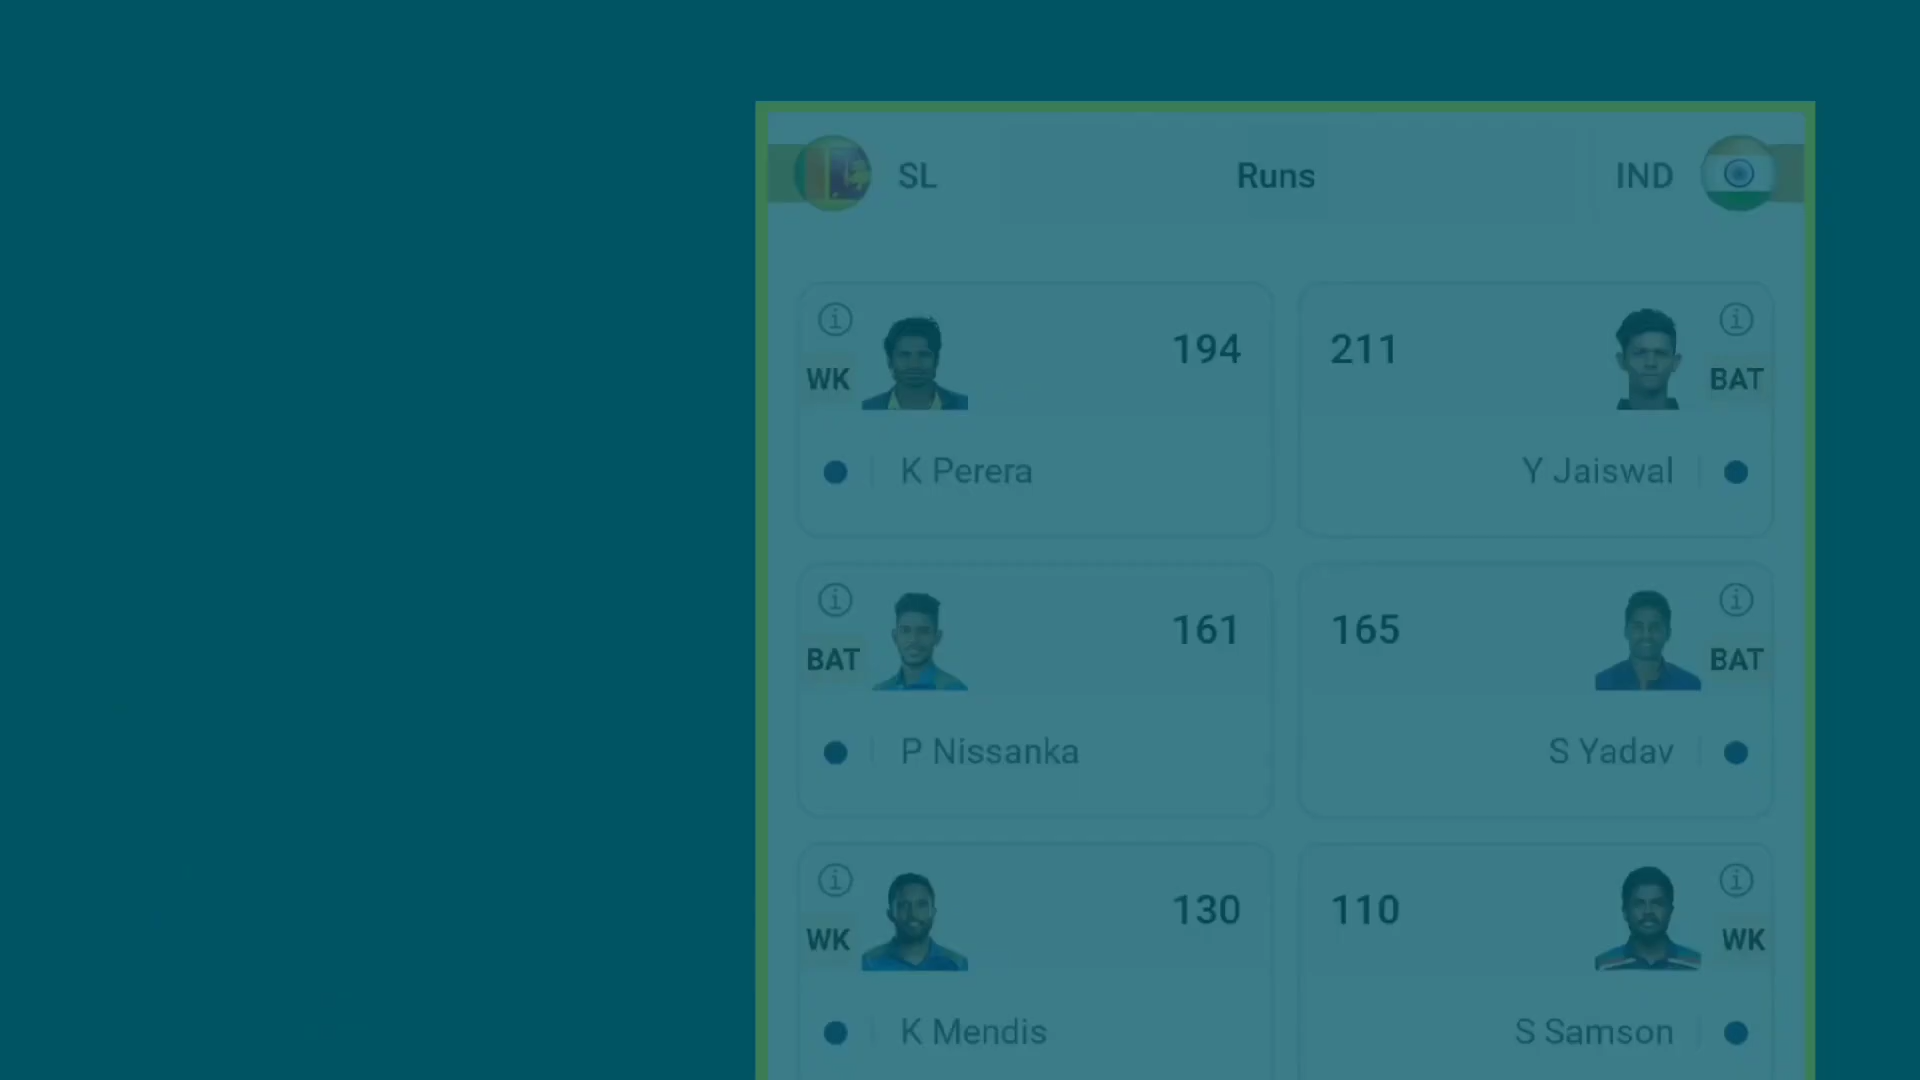 SL Runs IND
194 211
WK BAT
K Perera Y Jaiswal
161 165
BAT BAT
P Nissanka S Yadav
130 110
WK WK
K Mendis S Samson